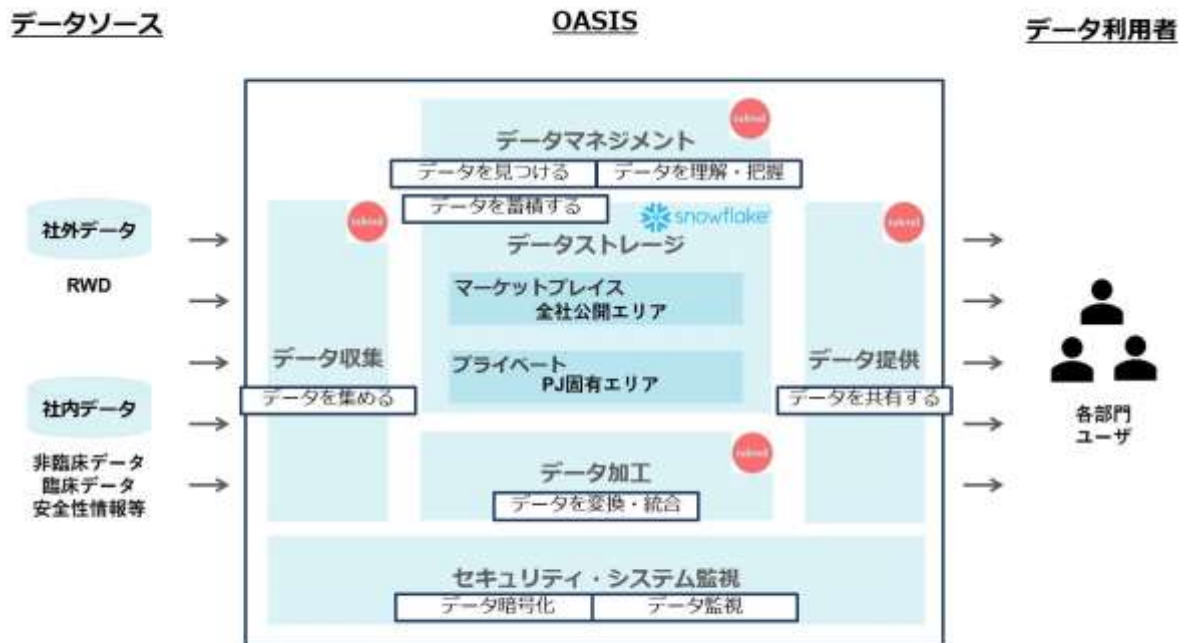 データソース
OASIS
データ利用者
データマネジメント
データを見つける
データを理解・把握
データを蓄積する
snowflake
データストレージ
マーケットプレイス
全社公開エリア
プライベート
PJ固有エリア
社外データ
RWD
社内データ
非臨床データ
臨床データ
安全性情報等
データ収集
データを集める
データ提供
データを共有する
データ加工
データを変換・統合
セキュリティ・システム監視
データ暗号化
データ監視
各部門
ユーザ